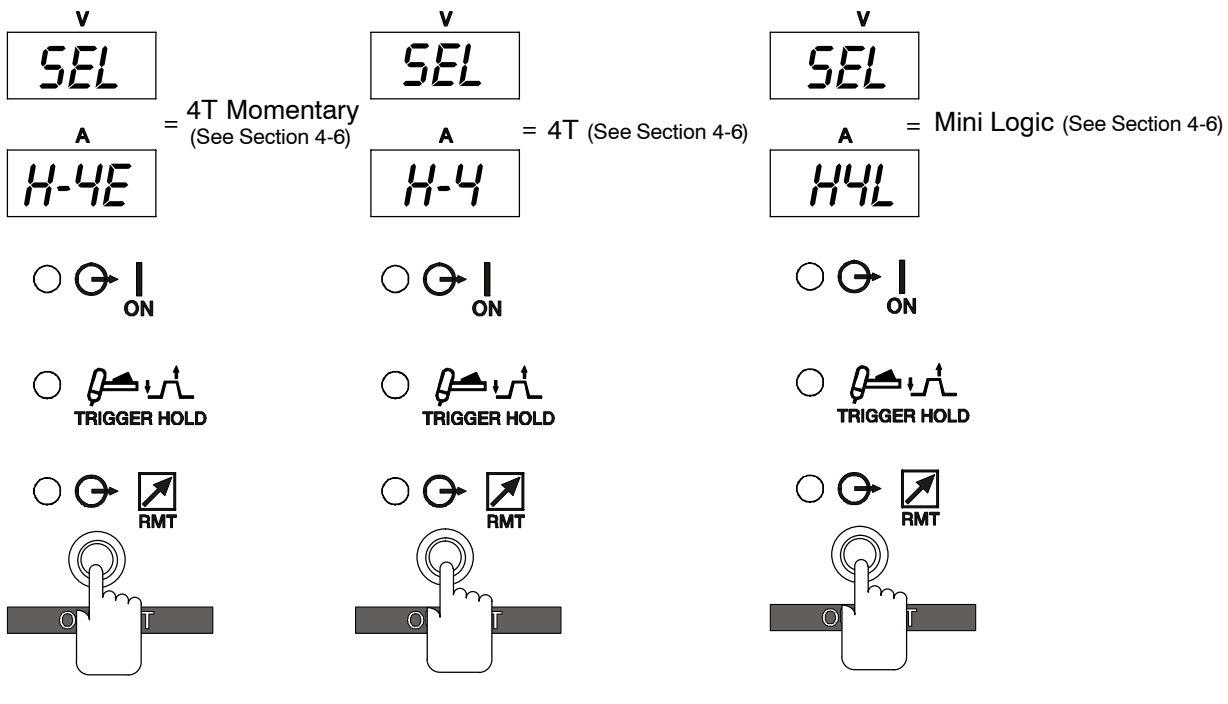 V
SEL
A
H-4E
= 4T Momentary
(See Section 4-6)
ON
TRIGGER HOLD
RMT
V
SEL
A
H-4
= 4T (See Section 4-6)
ON
TRIGGER HOLD
RMT
V
SEL
A
H4L
= Mini Logic (See Section 4-6)
ON
TRIGGER HOLD
RMT